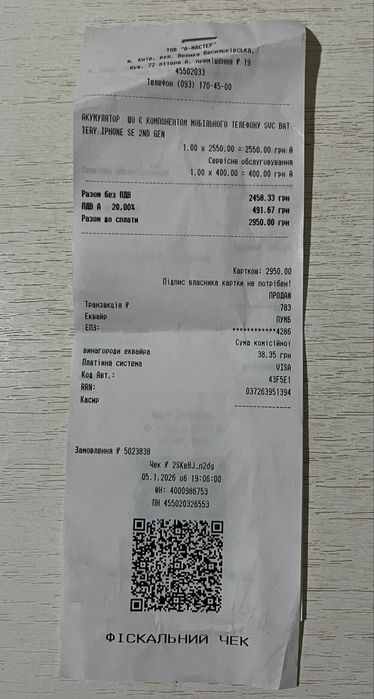 ТОВ "А-МАСТЕР"
м. Київ, вул. Велика Васильківська,
буд. 72 літера А, приміщення № 19
45502033
Телефон (093) 170-45-00
АКУМУЛЯТОР ЩО Є КОМПОНЕНТОМ МОБІЛЬНОГО ТЕЛЕФОНУ SVC BAT
TERY IPHONE SE 2ND GEN
1.00 x 2550.00 = 2550.00 грн А
Сервісне обслуговування
1.00 x 400.00 = 400.00 грн А
Разом без ПДВ 2458.33 грн
ПДВ А 20.00% 491.67 грн
Разом до сплати 2950.00 грн
Картков: 2950.00
Підпис власника картки не потрібен!
ПРОДАЖ
Транзакція № 783
Еквайр ПУМБ
ЕПЗ: ************4286
Сума комісійної
винагороди еквайра 38.35 грн
Платіжна система VISA
Код Авт.: 43F5E1
RRN: 037263951394
Касир
Замовлення № 5023838
Чек № 2SKeBJ_n2dg
05.1.2026 об 19:06:00
ФН: 4000986753
ПН 455020326553
ФІСКАЛЬНИЙ ЧЕК